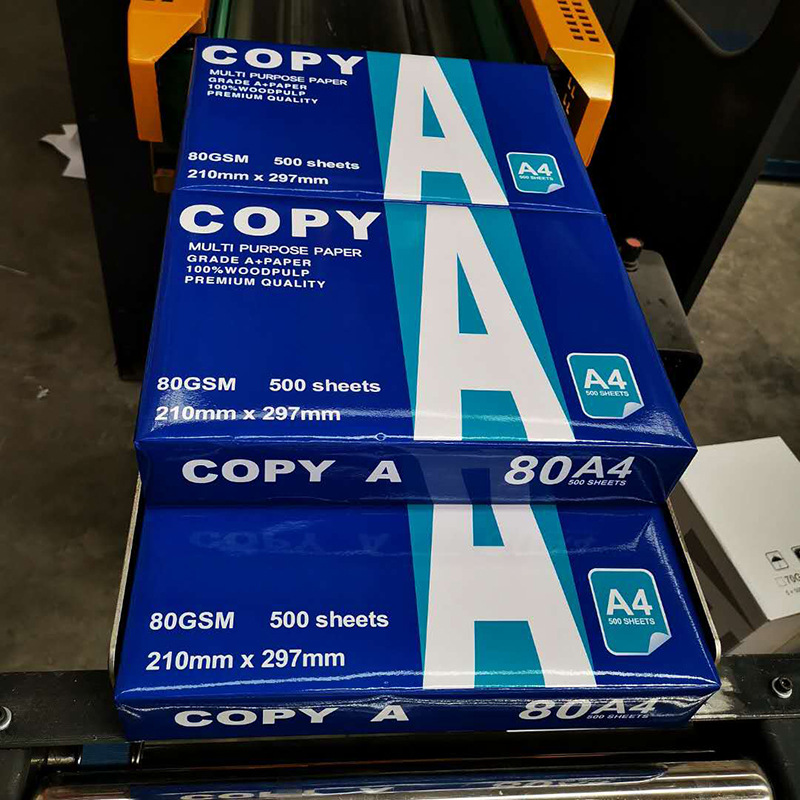 COPY
MULTI PURPOSE PAPER
GRADE A+PAPER
100%WOODPULP
PREMIUM QUALITY
A
80GSM 500 sheets
210mm x 297mm
A4
500 SHEETS
COPY
MULTI PURPOSE PAPER
GRADE A+PAPER
100%WOODPULP
PREMIUM QUALITY
A
80GSM 500 sheets
210mm x 297mm
A4
500 SHEETS
COPY A 80A4
500 SHEETS
A
80GSM 500 sheets
210mm x 297mm
A4
500 SHEETS
COPY A 80A4
500 SHEETS